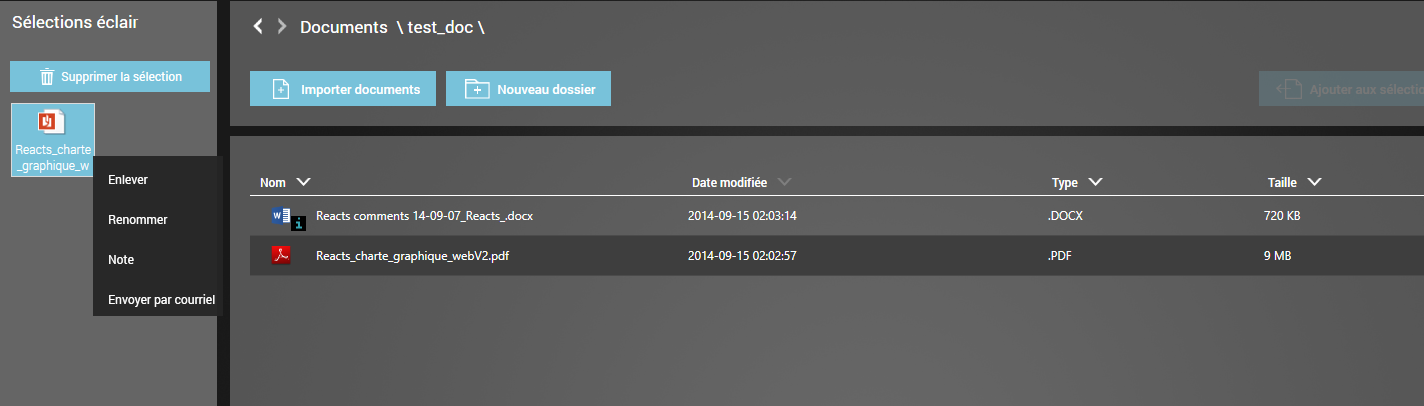 Sélections éclair
Supprimer la sélection
Reacts_charte
_graphique_w
Enlever
Renommer
Note
Envoyer par courriel
Documents \ test_doc \
Importer documents
Nouveau dossier
Ajouter aux sélectio
Nom Date modifiée Type Taille
Reacts comments 14-09-07_Reacts_.docx 2014-09-15 02:03:14 .DOCX 720 KB
Reacts_charte_graphique_webV2.pdf 2014-09-15 02:02:57 .PDF 9 MB